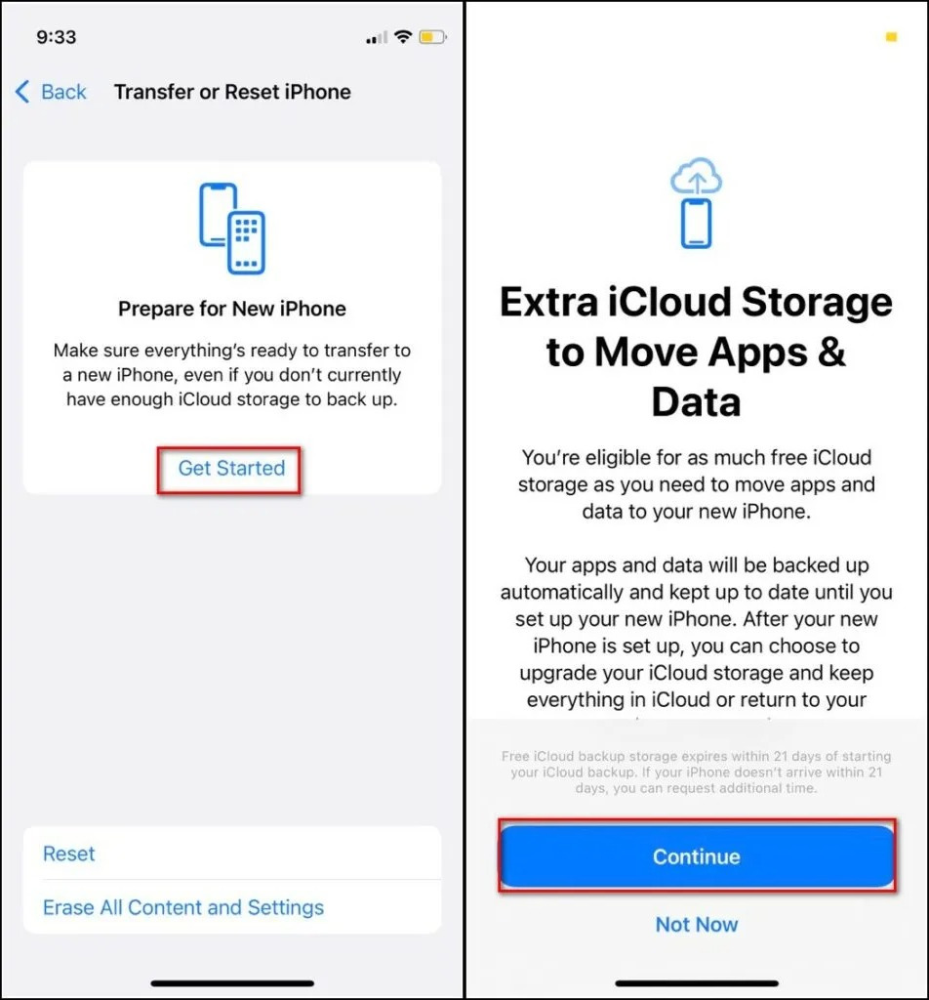 9:33
Back
Transfer or Reset iPhone
Prepare for New iPhone
Make sure everything's ready to transfer to
a new iPhone, even if you don't currently
have enough iCloud storage to back up.
Get Started
Reset
Erase All Content and Settings
Extra iCloud Storage
to Move Apps &
Data
You're eligible for as much free iCloud
storage as you need to move apps and
data to your new iPhone.
Your apps and data will be backed up
automatically and kept up to date until you
set up your new iPhone. After your new
iPhone is set up, you can choose to
upgrade your iCloud storage and keep
everything in iCloud or return to your
Free iCloud backup storage expires within 21 days of starting
your iCloud backup. If your iPhone doesn't arrive within 21
days, you can request additional time.
Continue
Not Now